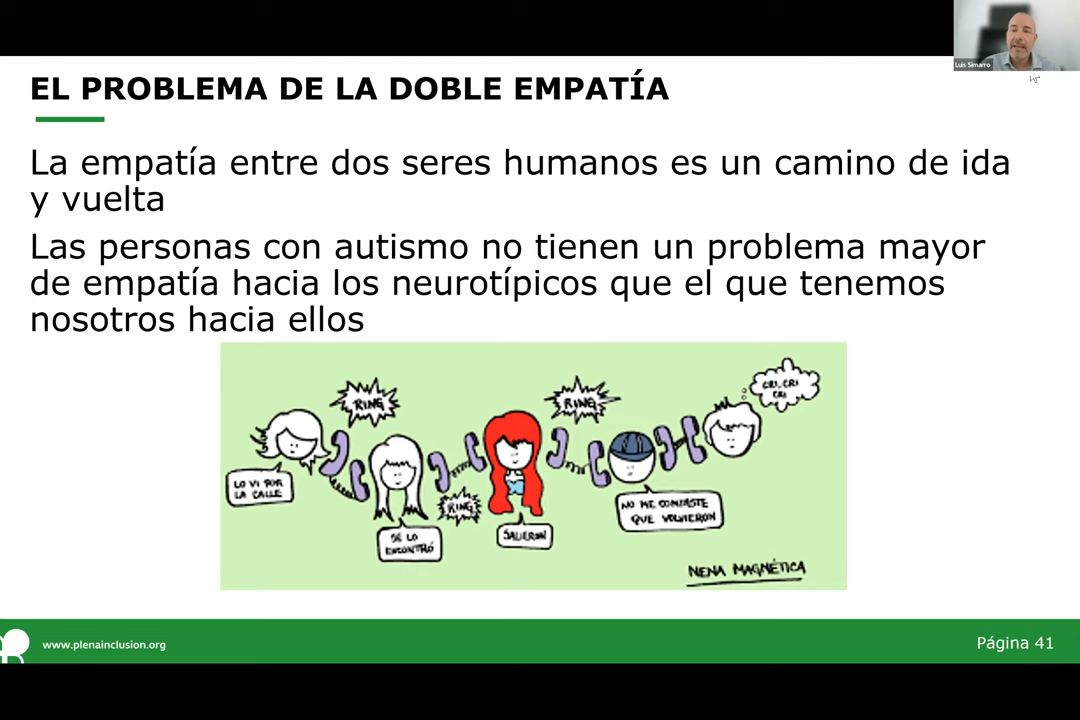 Luis Simarro
EL PROBLEMA DE LA DOBLE EMPATÍA
La empatía entre dos seres humanos es un camino de ida
y vuelta
Las personas con autismo no tienen un problema mayor
de empatía hacia los neurotípicos que el que tenemos
nosotros hacia ellos
RING
RING
CRI, CRI
CRI
LO VI POR
LA CALLE
RING
SE LO
ENCONTRÓ
SALIERON
NO ME CONTASTE
QUE VOLVIERON
NENA MAGNÉTICA
www.plenainclusion.org
Página 41